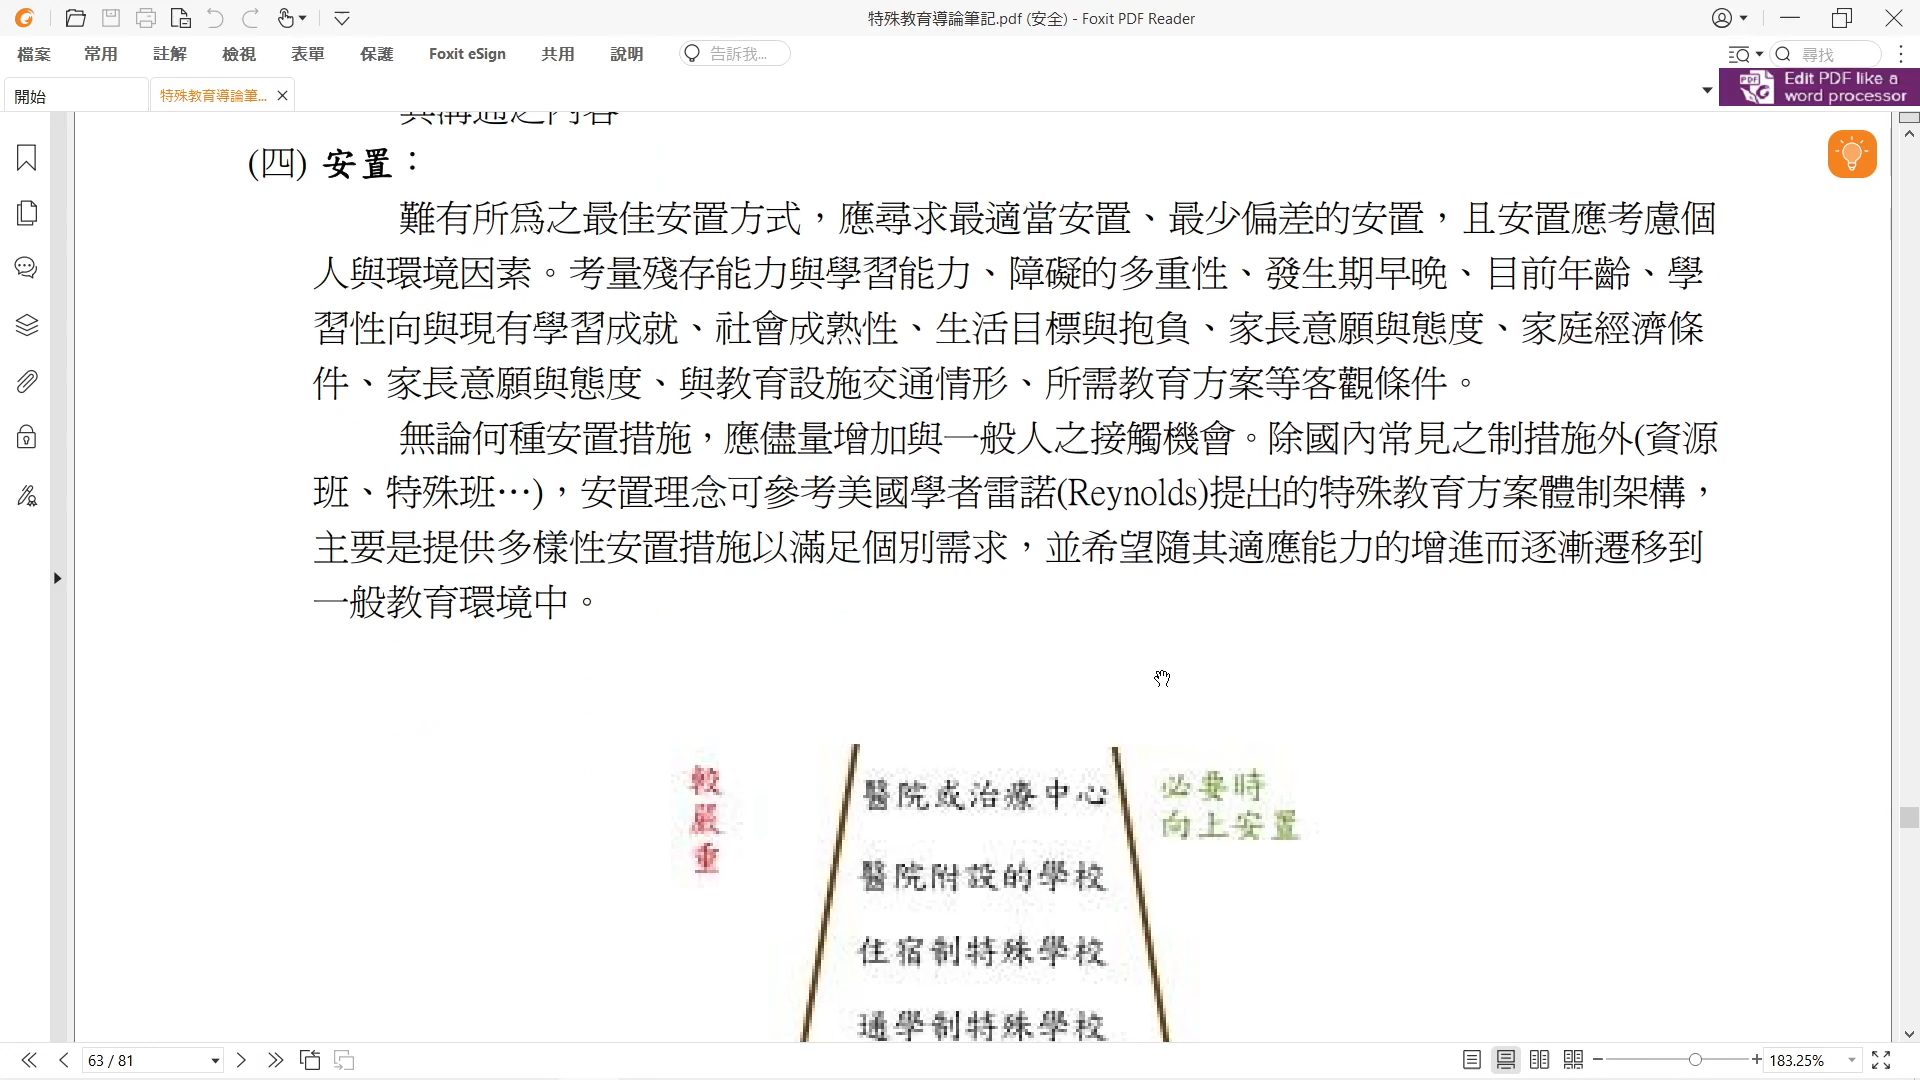 特殊教育導論筆記.pdf (安全) - Foxit PDF Reader
檔案 常用 註解 檢視 表單 保護 Foxit eSign 共用 說明 告訴我... 尋找
開始 特殊教育導論筆... Edit PDF like a
word processor
與溝通之內容
(四) 安置：
難有所為之最佳安置方式，應尋求最適當安置、最少偏差的安置，且安置應考慮個
人與環境因素。考量殘存能力與學習能力、障礙的多重性、發生期早晚、目前年齡、學
習性向與現有學習成就、社會成熟性、生活目標與抱負、家長意願與態度、家庭經濟條
件、家長意願與態度、與教育設施交通情形、所需教育方案等客觀條件。
無論何種安置措施，應儘量增加與一般人之接觸機會。除國內常見之制措施外(資源
班、特殊班…)，安置理念可參考美國學者雷諾(Reynolds)提出的特殊教育方案體制架構，
主要是提供多樣性安置措施以滿足個別需求，並希望隨其適應能力的增進而逐漸遷移到
一般教育環境中。
較嚴重
醫院或治療中心
必要時
向上安置
醫院附設的學校
住宿制特殊學校
通學制特殊學校
63 / 81
183.25%